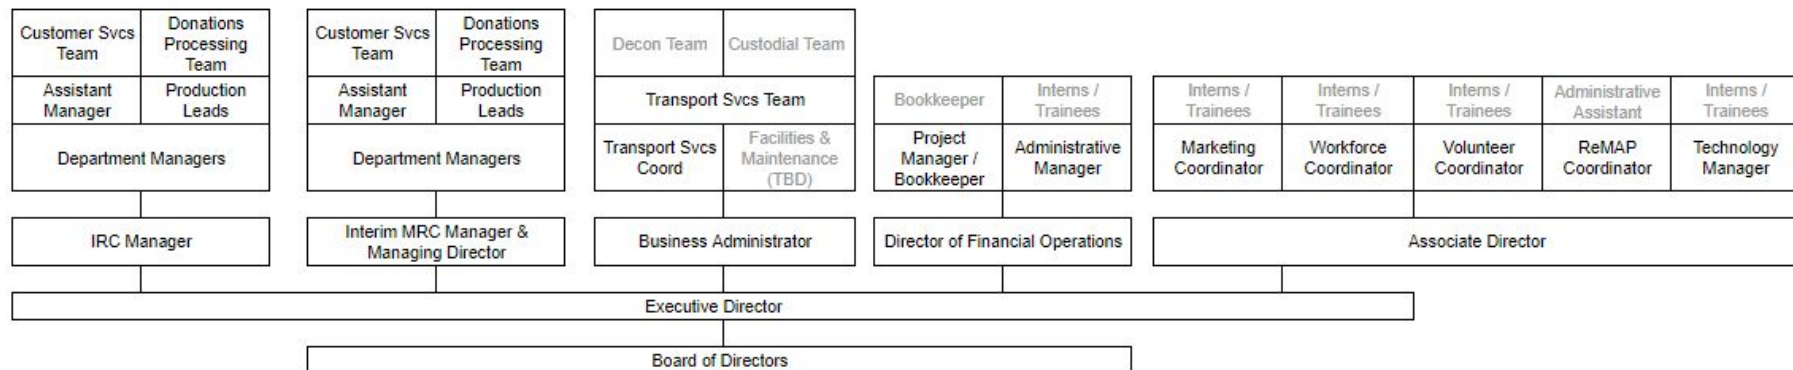 Customer Svcs
Team
Donations
Processing
Team
Customer Svcs
Team
Donations
Processing
Team
Decon Team
Custodial Team
Assistant
Manager
Production
Leads
Assistant
Manager
Production
Leads
Transport Svcs Team
Bookkeeper
Interns /
Trainees
Interns /
Trainees
Interns /
Trainees
Interns /
Trainees
Administrative
Assistant
Interns /
Trainees
Department Managers
Department Managers
Transport Svcs
Coord
Facilities &
Maintenance
(TBD)
Project
Manager /
Bookkeeper
Administrative
Manager
Marketing
Coordinator
Workforce
Coordinator
Volunteer
Coordinator
ReMAP
Coordinator
Technology
Manager
IRC Manager
Interim MRC Manager &
Managing Director
Business Administrator
Director of Financial Operations
Associate Director
Executive Director
Board of Directors